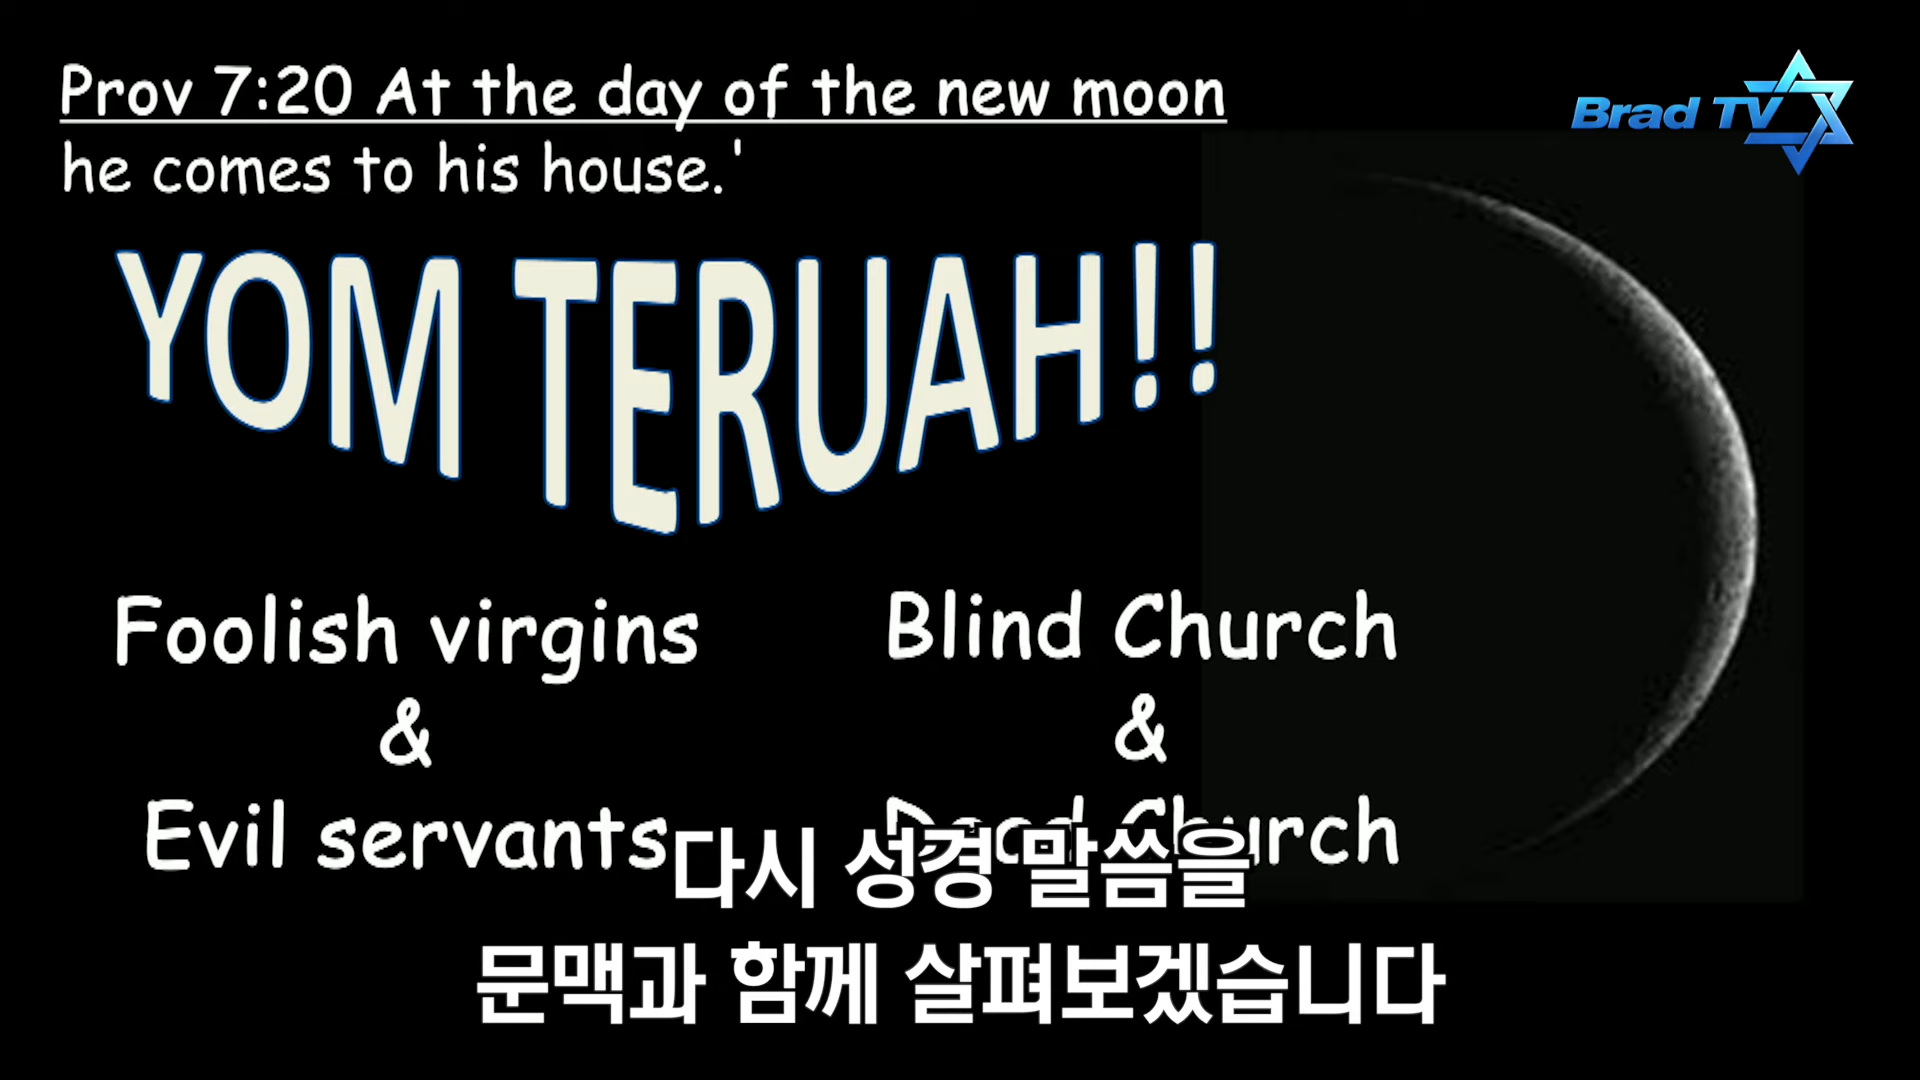 Prov 7:20 At the day of the new moon
he comes to his house.'
Brad TV
YOM TERUAH!!
Foolish virgins
&
Evil servants
Blind Church
&
Dead Church
다시 성경 말씀을
문맥과 함께 살펴보겠습니다